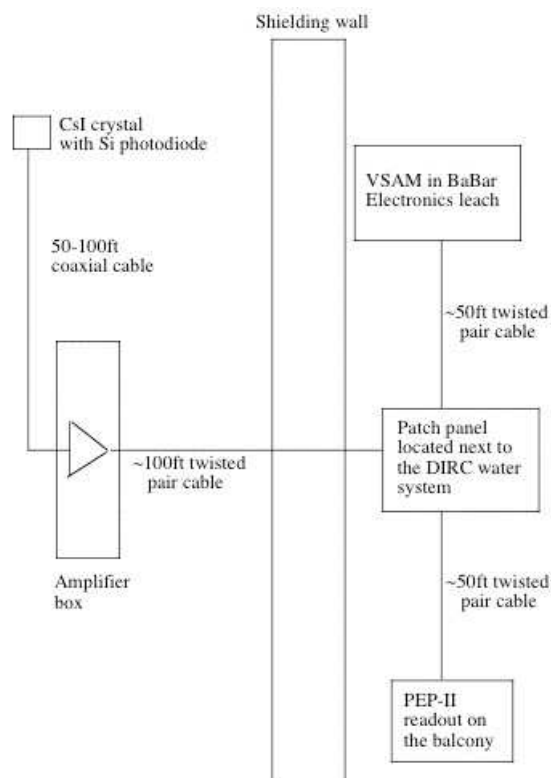 Shielding wall
CsI crystal
with Si photodiode
VSAM in BaBar
Electronics leach
50-100ft
coaxial cable
~50ft twisted
pair cable
Patch panel
located next to
the DIRC water
system
~100ft twisted
pair cable
Amplifier
box
~50ft twisted
pair cable
PEP-II
readout on
the balcony